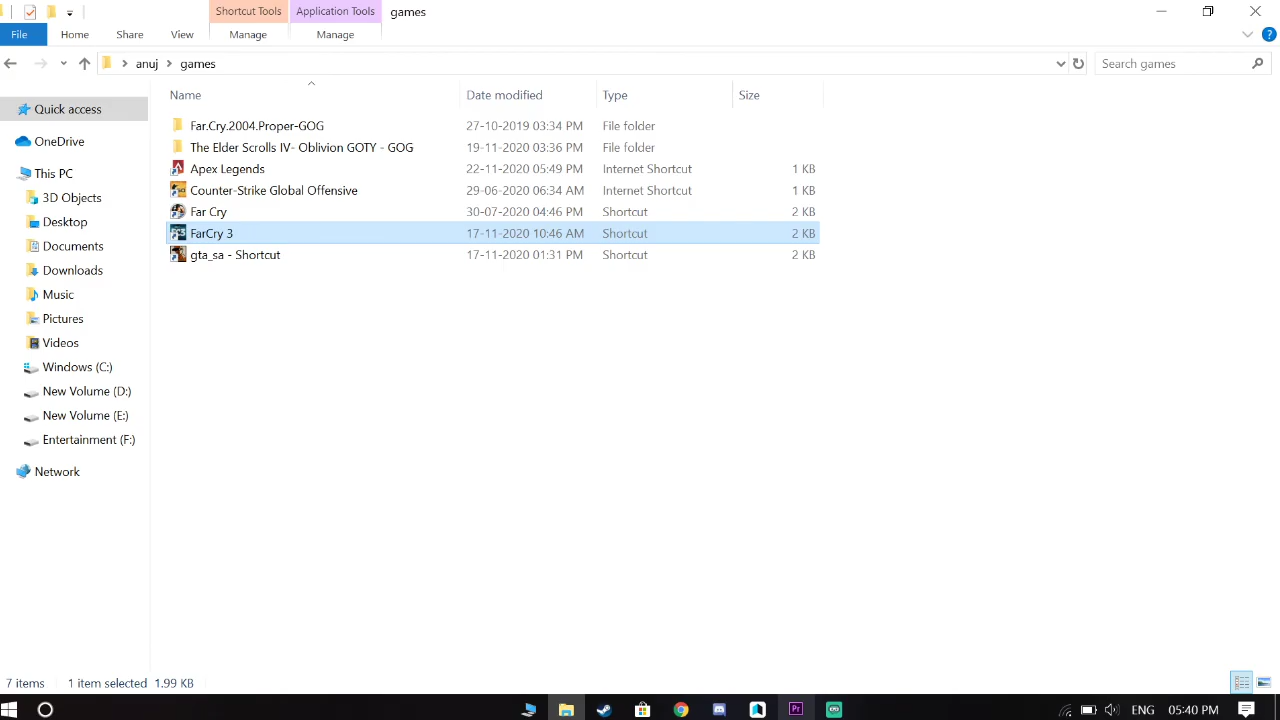 Shortcut Tools Application Tools games
File Home Share View Manage Manage
anuj games Search games
Name Date modified Type Size
Quick access
OneDrive
This PC
3D Objects
Desktop
Documents
Downloads
Music
Pictures
Videos
Windows (C:)
New Volume (D:)
New Volume (E:)
Entertainment (F:)
Network
Far.Cry.2004.Proper-GOG 27-10-2019 03:34 PM File folder
The Elder Scrolls IV- Oblivion GOTY - GOG 19-11-2020 03:36 PM File folder
Apex Legends 22-11-2020 05:49 PM Internet Shortcut 1 KB
Counter-Strike Global Offensive 29-06-2020 06:34 AM Internet Shortcut 1 KB
Far Cry 30-07-2020 04:46 PM Shortcut 2 KB
FarCry 3 17-11-2020 10:46 AM Shortcut 2 KB
gta_sa - Shortcut 17-11-2020 01:31 PM Shortcut 2 KB
7 items 1 item selected 1.99 KB
Pr ENG 05:40 PM